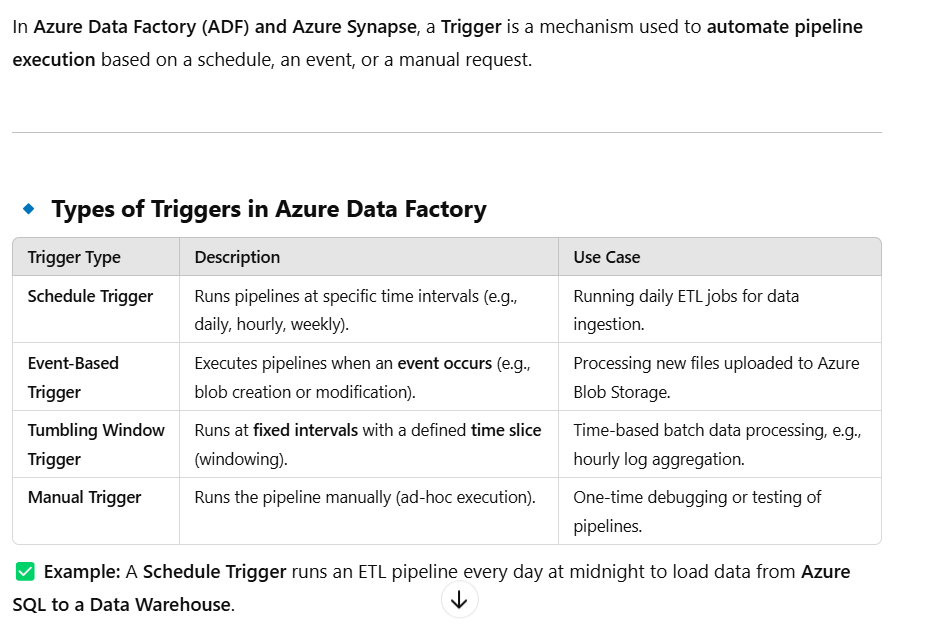 In Azure Data Factory (ADF) and Azure Synapse, a Trigger is a mechanism used to automate pipeline
execution based on a schedule, an event, or a manual request.
Types of Triggers in Azure Data Factory
Trigger Type Description Use Case
Schedule Trigger Runs pipelines at specific time intervals (e.g., Running daily ETL jobs for data
daily, hourly, weekly). ingestion.
Event-Based Executes pipelines when an event occurs (e.g., Processing new files uploaded to Azure
Trigger blob creation or modification). Blob Storage.
Tumbling Window Runs at fixed intervals with a defined time slice Time-based batch data processing, e.g.,
Trigger (windowing). hourly log aggregation.
Manual Trigger Runs the pipeline manually (ad-hoc execution). One-time debugging or testing of
pipelines.
Example: A Schedule Trigger runs an ETL pipeline every day at midnight to load data from Azure
SQL to a Data Warehouse.